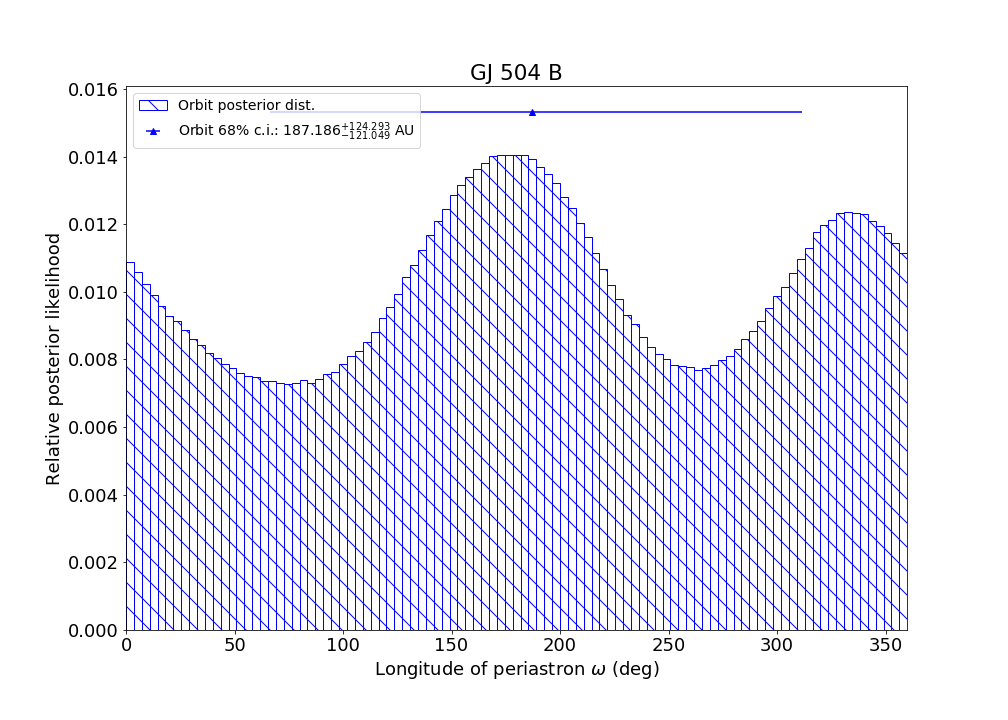 GJ 504 B
Orbit posterior dist.
Orbit 68% c.i.: 187.186$^{+124.293}_{-121.049}$ AU
Relative posterior likelihood
0.016
0.014
0.012
0.010
0.008
0.006
0.004
0.002
0.000
0 50 100 150 200 250 300 350
Longitude of periastron ω (deg)